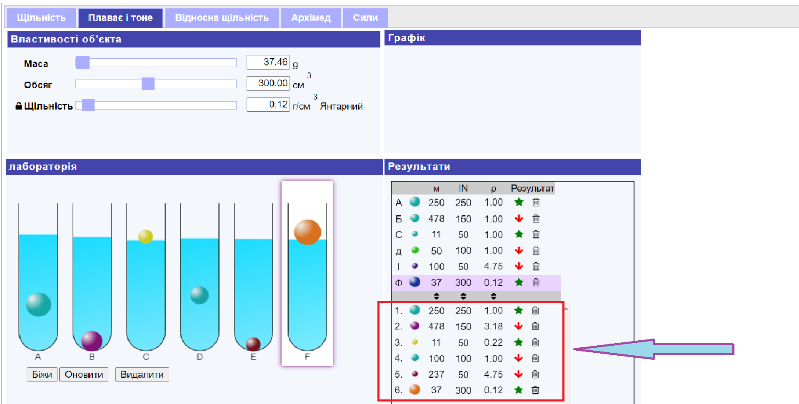 Щільність Плаває і тоне Відносна щільність Архімед Сили
Властивості об'єкта
Маса 37.46 g
Обсяг 300.00 см 3
Щільність 0.12 г/см 3 Янтарний
Графік
лабораторія
A B C D E F
Біжи Оновити Видалити
Результати
м IN ρ Результат
А 250 250 1.00
Б 478 150 1.00
С 11 50 1.00
д 50 100 1.00
І 100 50 4.75
Ф 37 300 0.12
1. 250 250 1.00
2. 478 150 3.18
3. 11 50 0.22
4. 100 100 1.00
5. 237 50 4.75
6. 37 300 0.12